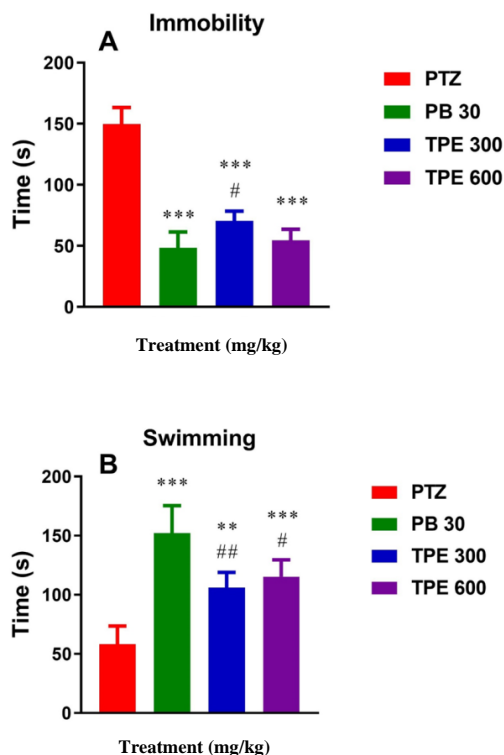 Immobility
A
PTZ
PB 30
TPE 300
TPE 600
Time (s)
200
150
100
50
0
***
***
#
***
Treatment (mg/kg)
Swimming
B
PTZ
PB 30
TPE 300
TPE 600
Time (s)
200
150
100
50
0
***
**
##
***
#
Treatment (mg/kg)